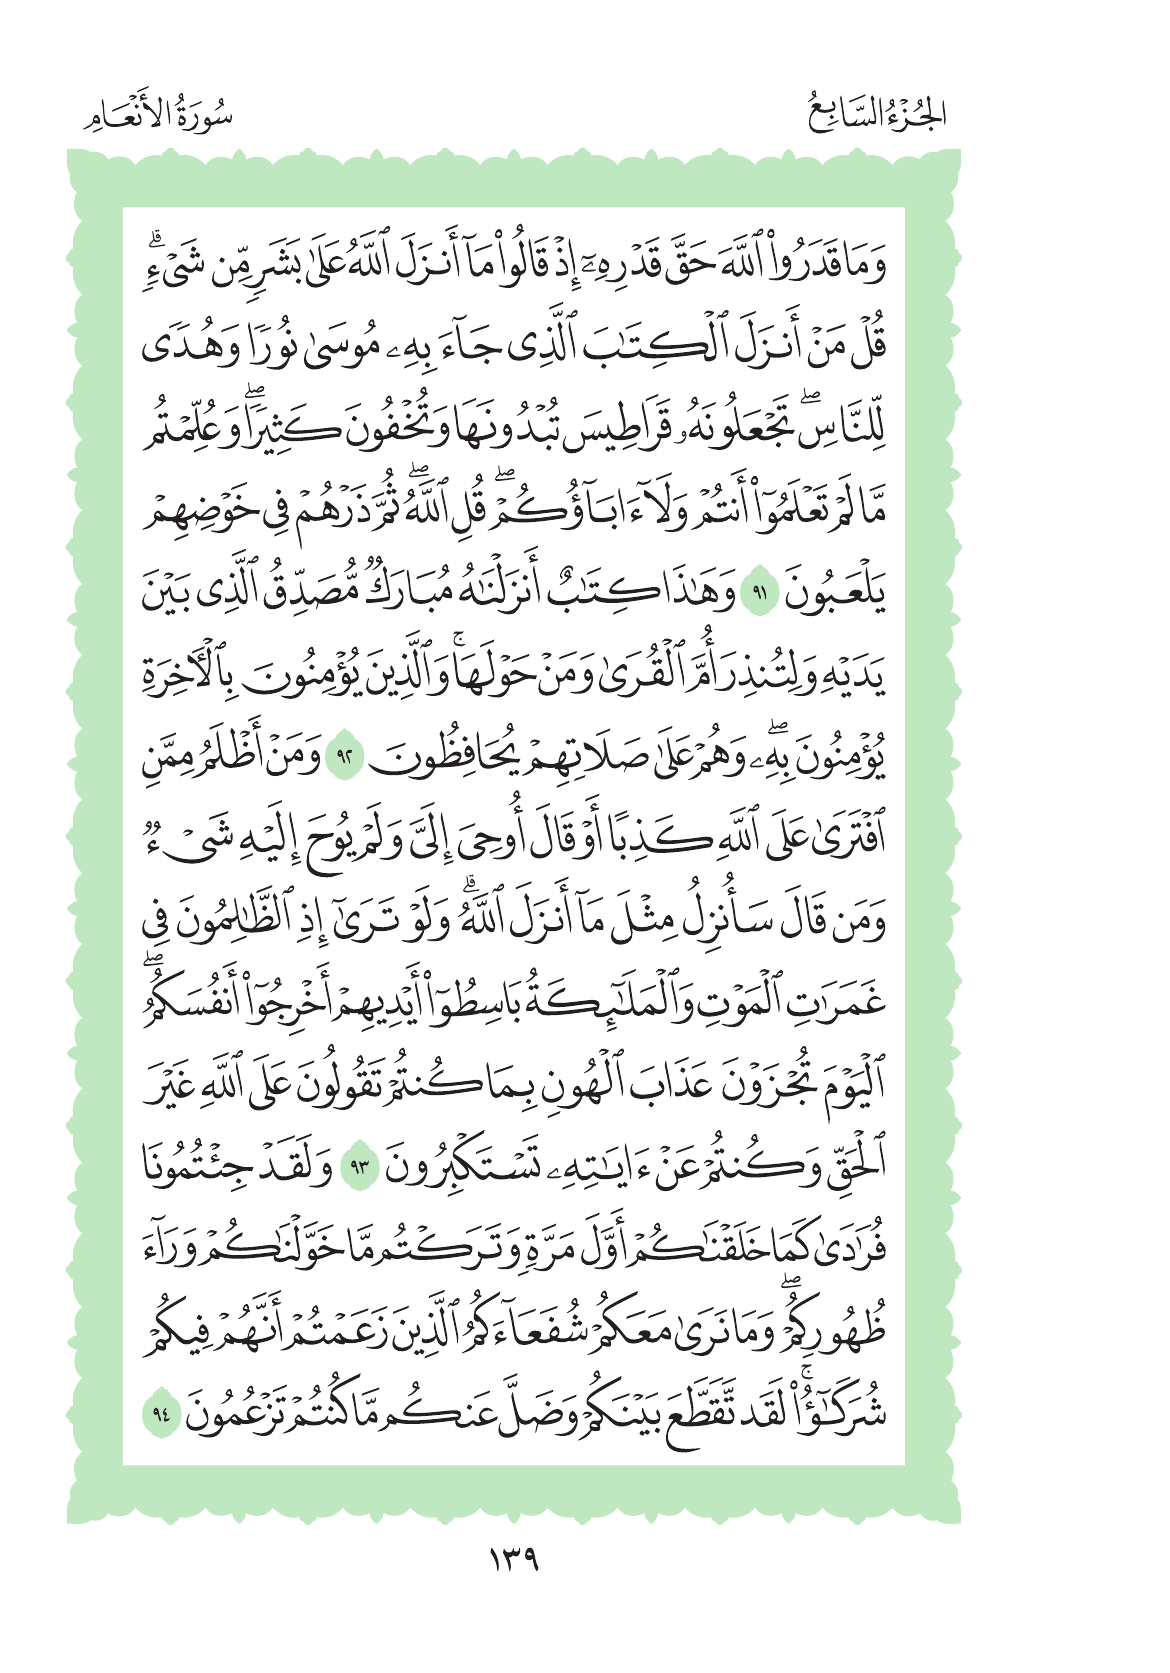 الجُزْءُ السَّابِعُ
سُورَةُ الأَنْعَامِ
وَمَا قَدَرُوا۟ ٱللَّهَ حَقَّ قَدْرِهِۦٓ إِذْ قَالُوا۟ مَآ أَنزَلَ ٱللَّهُ عَلَىٰ بَشَرٍ مِّن شَىْءٍ ۗ
قُلْ مَنْ أَنزَلَ ٱلْكِتَٰبَ ٱلَّذِى جَآءَ بِهِۦ مُوسَىٰ نُورًا وَهُدًى
لِّلنَّاسِ ۖ تَجْعَلُونَهُۥ قَرَاطِيسَ تُبْدُونَهَا وَتُخْفُونَ كَثِيرًا ۖ وَعُلِّمْتُم
مَّا لَمْ تَعْلَمُوٓا۟ أَنتُمْ وَلَآ ءَابَآؤُكُمْ ۖ قُلِ ٱللَّهُ ۖ ثُمَّ ذَرْهُمْ فِى خَوْضِهِمْ
يَلْعَبُونَ ٩١ وَهَٰذَا كِتَٰبٌ أَنزَلْنَٰهُ مُبَارَكٌ مُّصَدِّقُ ٱلَّذِى بَيْنَ
يَدَيْهِ وَلِتُنذِرَ أُمَّ ٱلْقُرَىٰ وَمَنْ حَوْلَهَا ۚ وَٱلَّذِينَ يُؤْمِنُونَ بِٱلْأَخِرَةِ
يُؤْمِنُونَ بِهِۦ ۖ وَهُمْ عَلَىٰ صَلَاتِهِمْ يُحَافِظُونَ ٩٢ وَمَنْ أَظْلَمُ مِمَّنِ
ٱفْتَرَىٰ عَلَى ٱللَّهِ كَذِبًا أَوْ قَالَ أُوحِىَ إِلَىَّ وَلَمْ يُوحَ إِلَيْهِ شَىْءٌ
وَمَن قَالَ سَأُنزِلُ مِثْلَ مَآ أَنزَلَ ٱللَّهُ ۗ وَلَوْ تَرَىٰٓ إِذِ ٱلظَّٰلِمُونَ فِى
غَمَرَٰتِ ٱلْمَوْتِ وَٱلْمَلَٰٓئِكَةُ بَاسِطُوٓا۟ أَيْدِيهِمْ أَخْرِجُوٓا۟ أَنفُسَكُمُ ۖ
ٱلْيَوْمَ تُجْزَوْنَ عَذَابَ ٱلْهُونِ بِمَا كُنتُمْ تَقُولُونَ عَلَى ٱللَّهِ غَيْرَ
ٱلْحَقِّ وَكُنتُمْ عَنْ ءَايَٰتِهِۦ تَسْتَكْبِرُونَ ٩٣ وَلَقَدْ جِئْتُمُونَا
فُرَٰدَىٰ كَمَا خَلَقْنَٰكُمْ أَوَّلَ مَرَّةٍ وَتَرَكْتُم مَّا خَوَّلْنَٰكُمْ وَرَآءَ
ظُهُورِكُمْ ۖ وَمَا نَرَىٰ مَعَكُمْ شُفَعَآءَكُمُ ٱلَّذِينَ زَعَمْتُمْ أَنَّهُمْ فِيكُمْ
شُرَكَٰٓؤُا۟ ۚ لَقَد تَّقَطَّعَ بَيْنَكُمْ وَضَلَّ عَنكُم مَّا كُنتُمْ تَزْعُمُونَ ٩٤
١٣٩